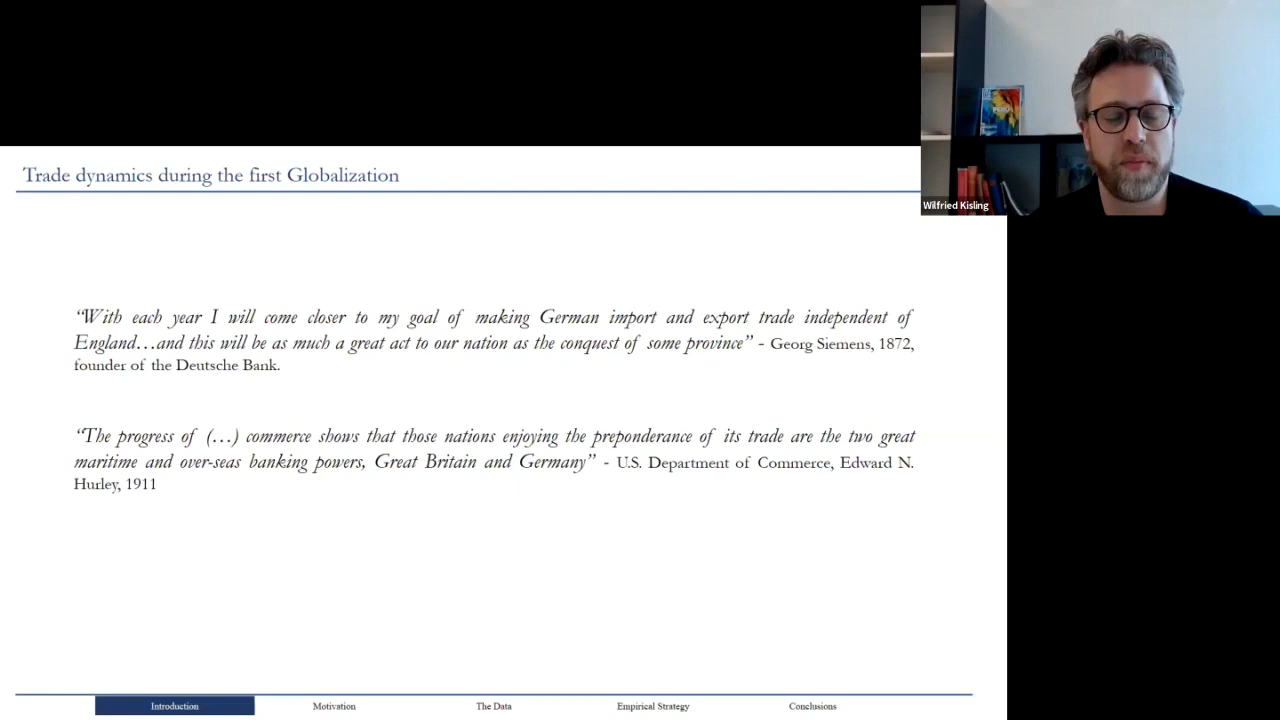 Wilfried Kisling
Trade dynamics during the first Globalization
“With each year I will come closer to my goal of making German import and export trade independent of
England…and this will be as much a great act to our nation as the conquest of some province” - Georg Siemens, 1872,
founder of the Deutsche Bank.
“The progress of (…) commerce shows that those nations enjoying the preponderance of its trade are the two great
maritime and over-seas banking powers, Great Britain and Germany” - U.S. Department of Commerce, Edward N.
Hurley, 1911
Introduction
Motivation
The Data
Empirical Strategy
Conclusions